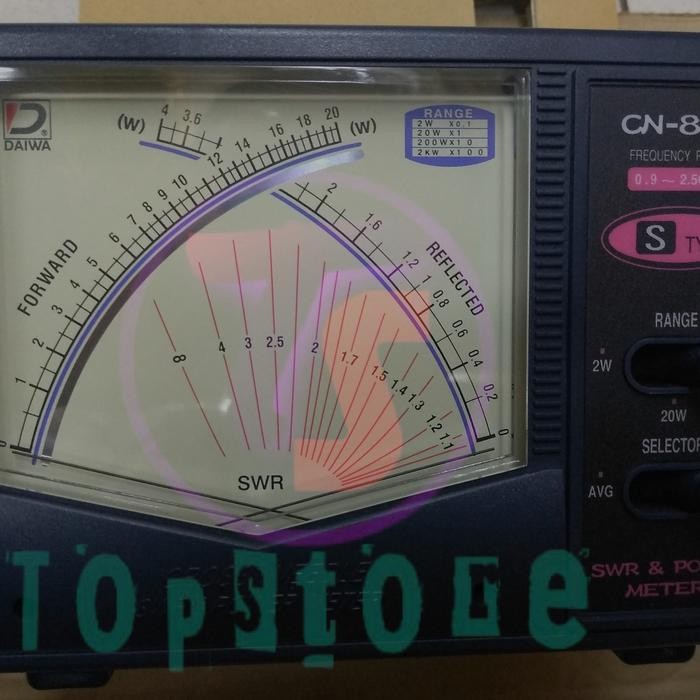 DAIWA
(W)
4 3.6
(W)
RANGE
2W X0.1
20W X1
200W X10
2KW X100
FORWARD
0 1 2 3 4 5 6 7 8 9 10 12 14 16 18 20
REFLECTED
2 1.6 1.2 1 0.8 0.6 0.4 0.2 0
∞ 4 3 2.5 2 1.7 1.5 1.4 1.3 1.2 1.1
SWR
CN-8
FREQUENCY
0.9 ~ 2.5
S TY
RANGE
2W
20W
SELECTOR
AVG
SWR & PO
METER
Topstore